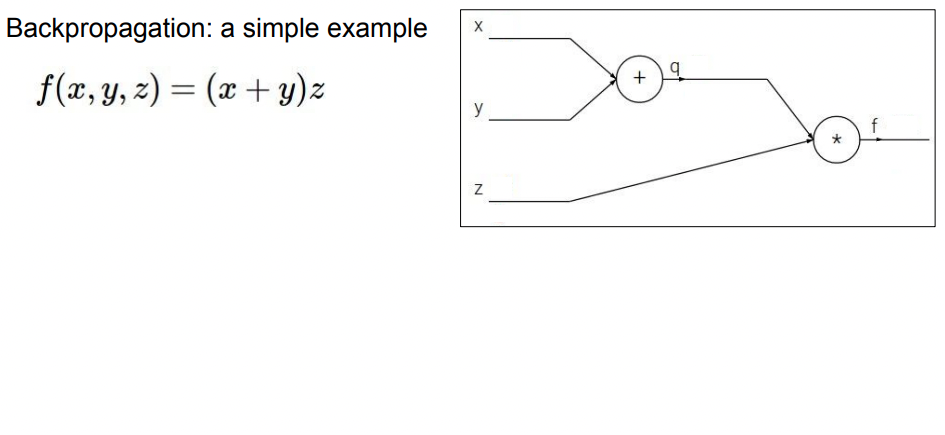 Backpropagation: a simple example
f(x, y, z) = (x + y)z
x
+
q
y
f
*
z